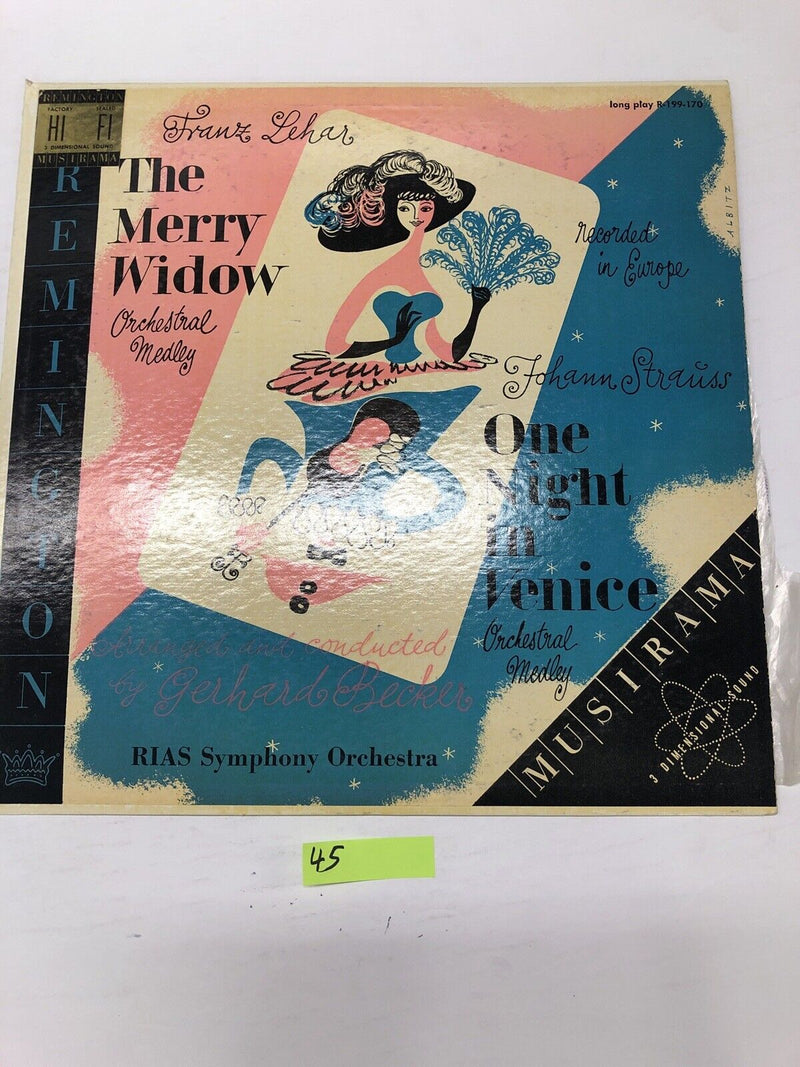 REMINGTON
FACTORY SEALED
HI FI
3 DIMENSIONAL SOUND
MUSIRAMA
REMINGTON
long play R-199-170
Franz Lehar
The
Merry
Widow
Orchestral
Medley
ALBITZ
recorded
in Europe
Johann Strauss
One
Night
in
Venice
Orchestral
Medley
Arranged and conducted
by Gerhard Becker
RIAS Symphony Orchestra
MUSIRAMA
3 DIMENSIONAL SOUND
45